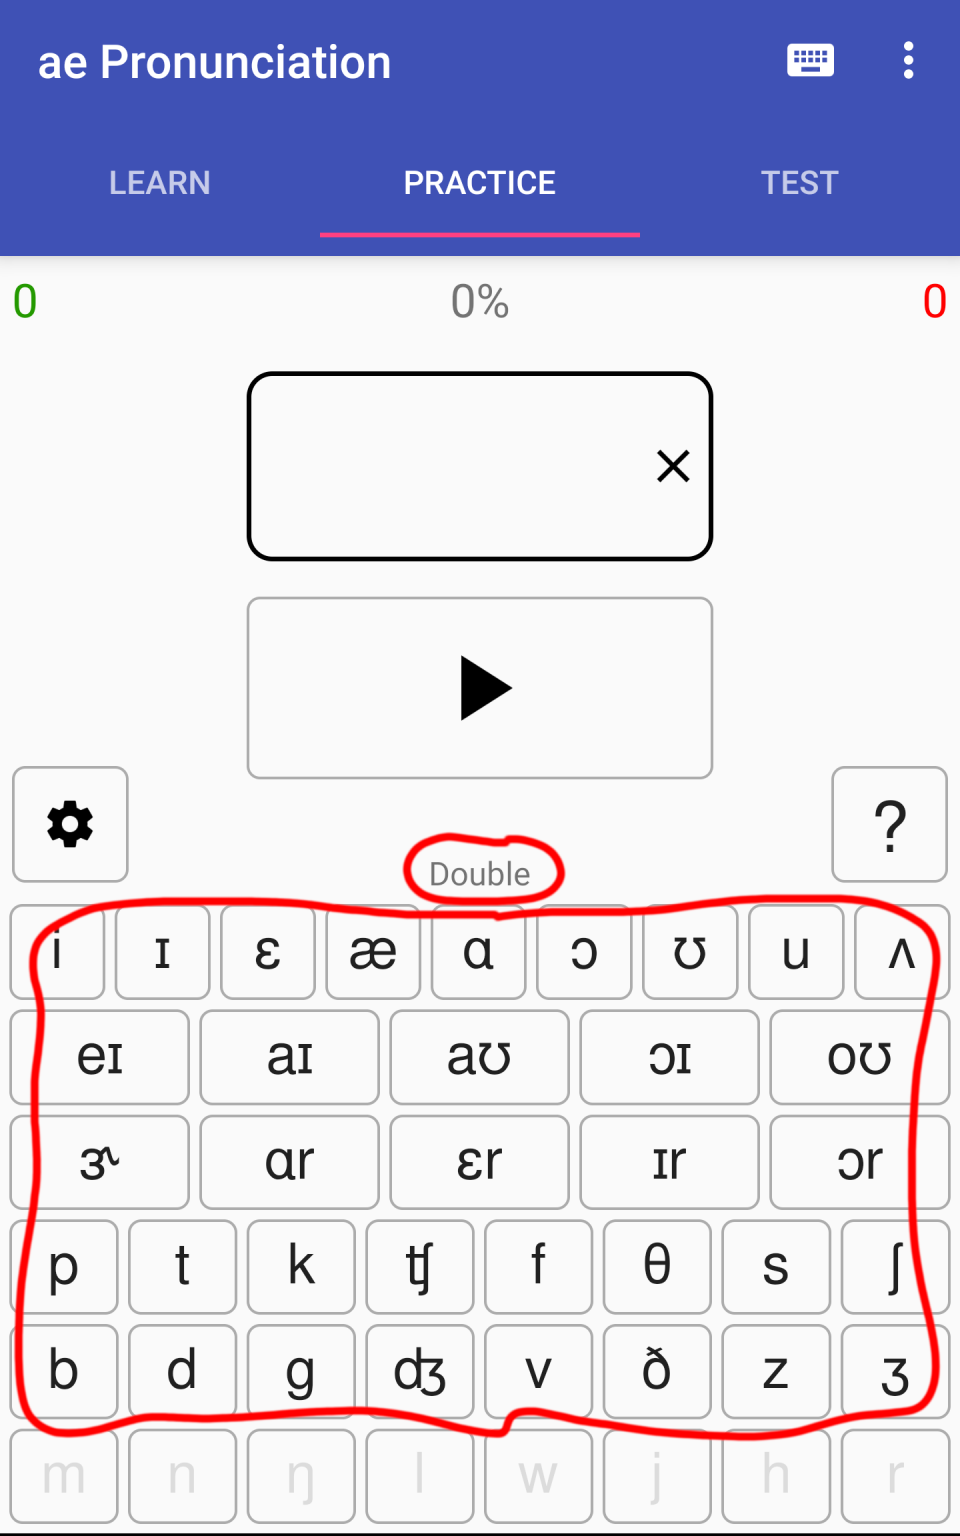 ae Pronunciation
LEARN PRACTICE TEST
0 0% 0
?
Double
i ɪ ɛ æ ɑ ɔ ʊ u ʌ
eɪ aɪ aʊ ɔɪ oʊ
ɝ ɑr ɛr ɪr ɔr
p t k ʧ f θ s ʃ
b d g ʤ v ð z ʒ
m n ŋ l w j h r